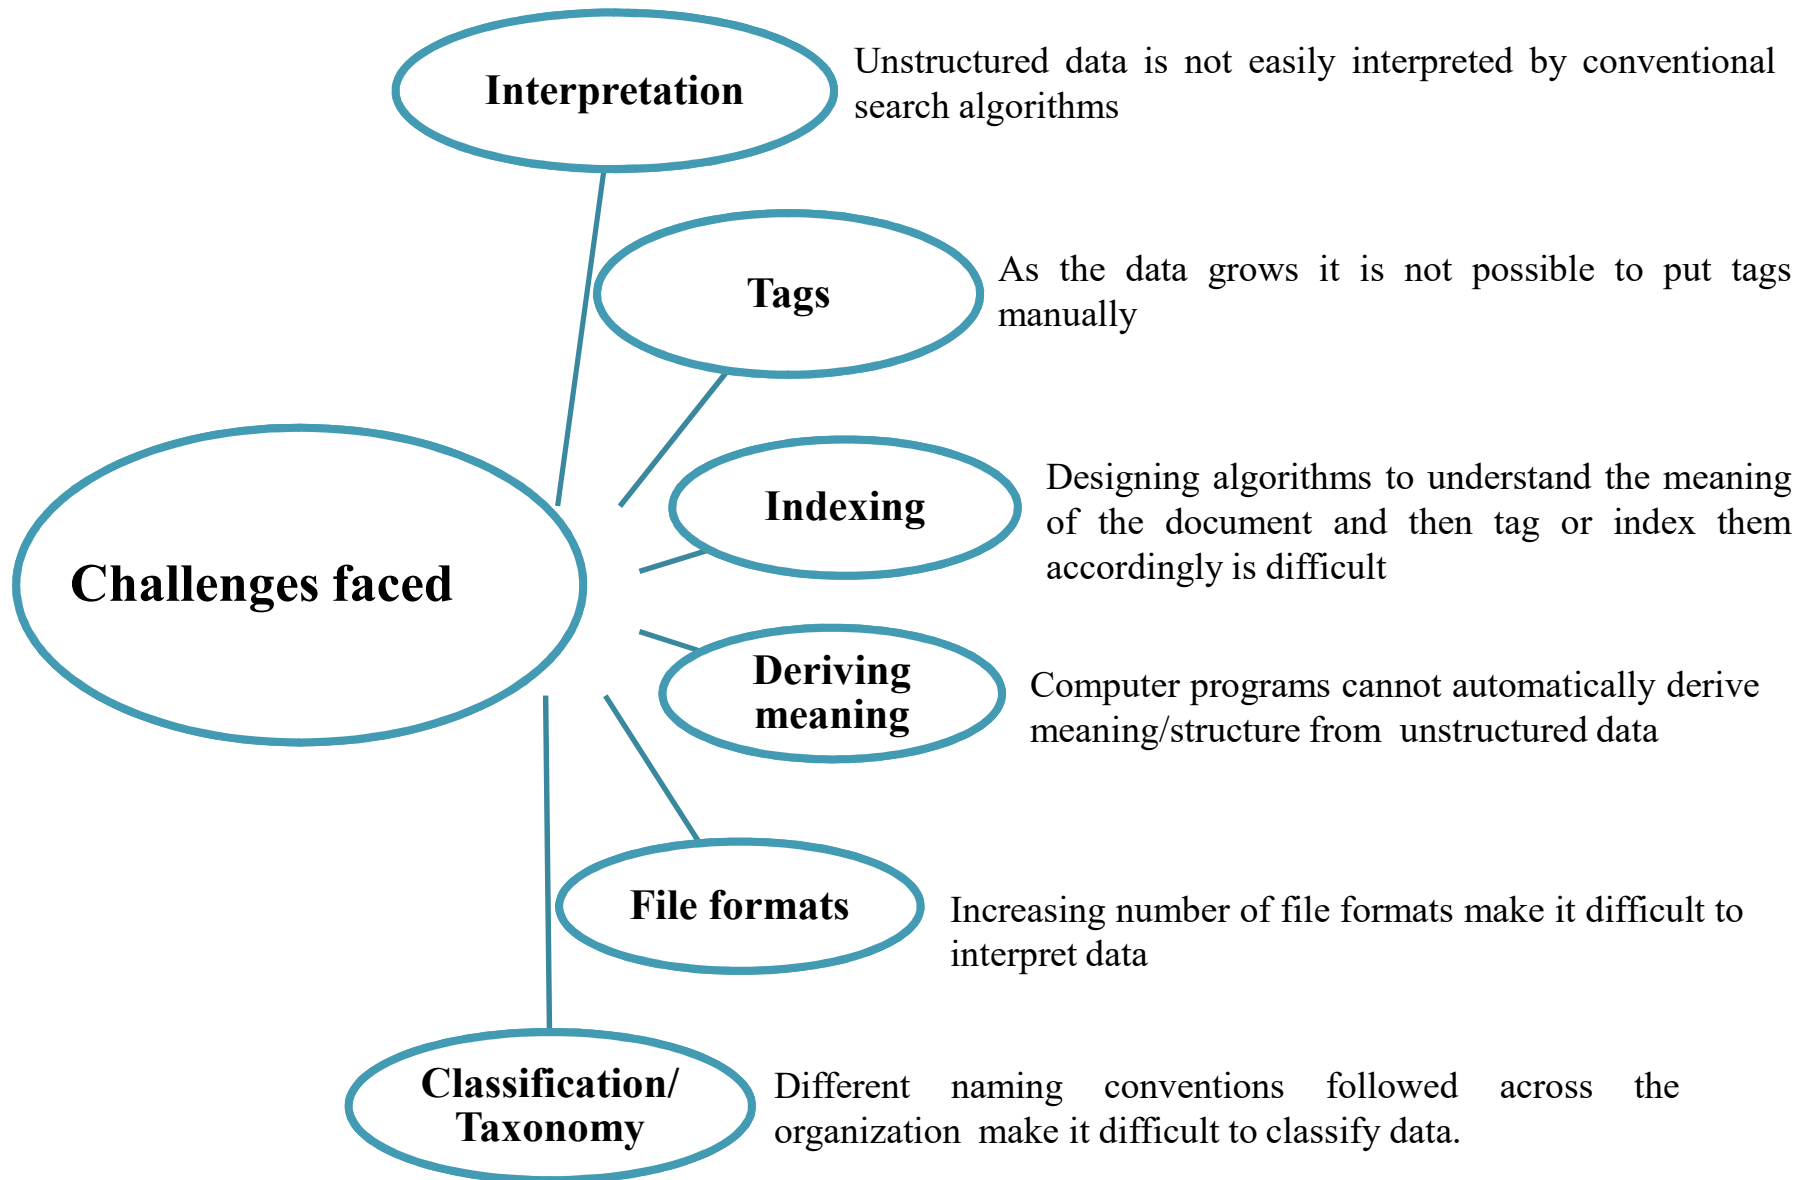 Interpretation
Unstructured data is not easily interpreted by conventional
search algorithms
Tags
As the data grows it is not possible to put tags
manually
Indexing
Designing algorithms to understand the meaning
of the document and then tag or index them
accordingly is difficult
Challenges faced
Deriving
meaning
Computer programs cannot automatically derive
meaning/structure from unstructured data
File formats
Increasing number of file formats make it difficult to
interpret data
Classification/
Taxonomy
Different naming conventions followed across the
organization make it difficult to classify data.